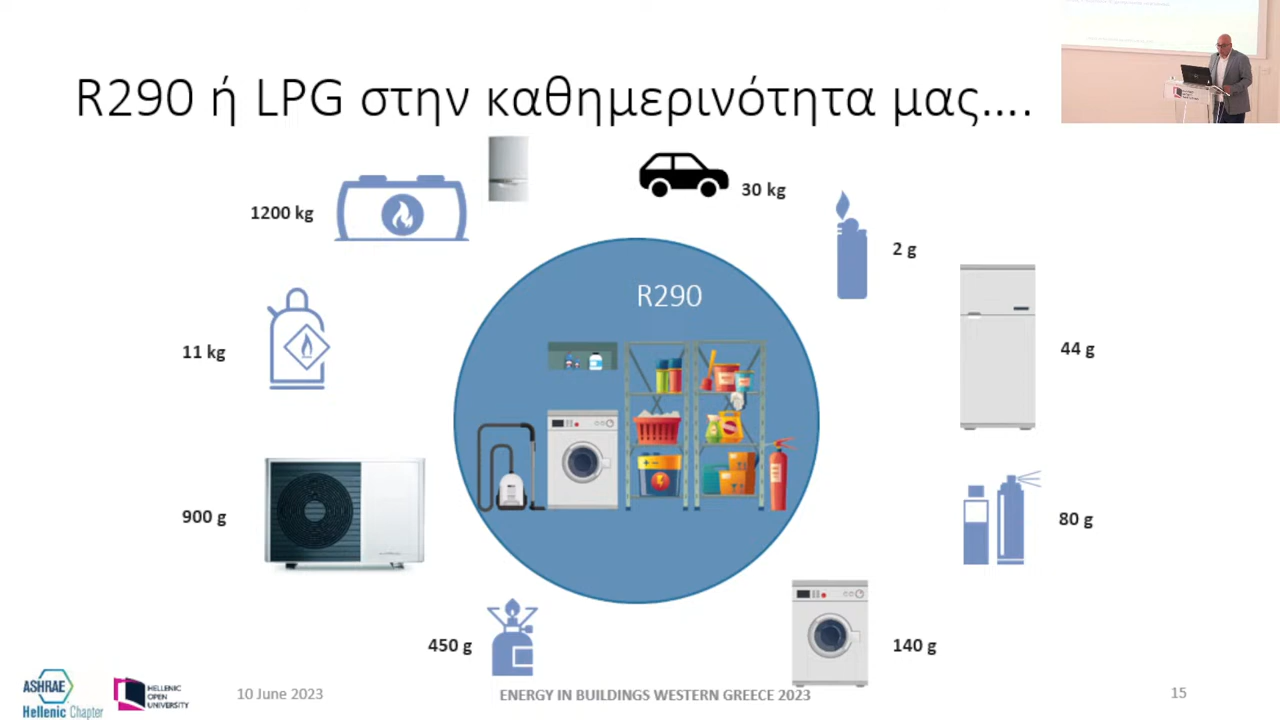 R290 ή LPG στην καθημερινότητα μας....
1200 kg
30 kg
2 g
R290
11 kg
44 g
900 g
80 g
450 g
140 g
ASHRAE
Hellenic Chapter
HELLENIC
OPEN
UNIVERSITY
10 June 2023
ENERGY IN BUILDINGS WESTERN GREECE 2023
15